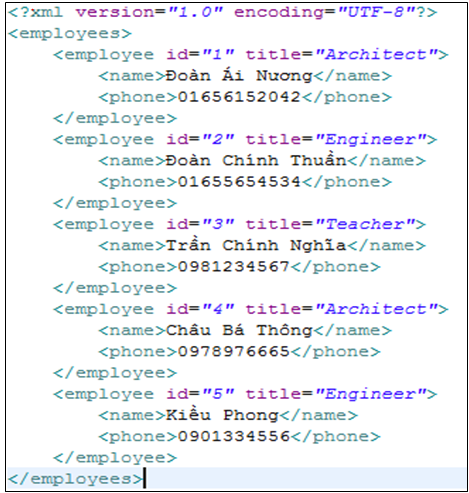 <?xml version="1.0" encoding="UTF-8"?>
<employees>
    <employee id="1" title="Architect">
        <name>Đoàn Ái Nương</name>
        <phone>01656152042</phone>
    </employee>
    <employee id="2" title="Engineer">
        <name>Đoàn Chính Thuần</name>
        <phone>01655654534</phone>
    </employee>
    <employee id="3" title="Teacher">
        <name>Trần Chính Nghĩa</name>
        <phone>0981234567</phone>
    </employee>
    <employee id="4" title="Architect">
        <name>Châu Bá Thông</name>
        <phone>0978976665</phone>
    </employee>
    <employee id="5" title="Engineer">
        <name>Kiều Phong</name>
        <phone>0901334556</phone>
    </employee>
</employees>